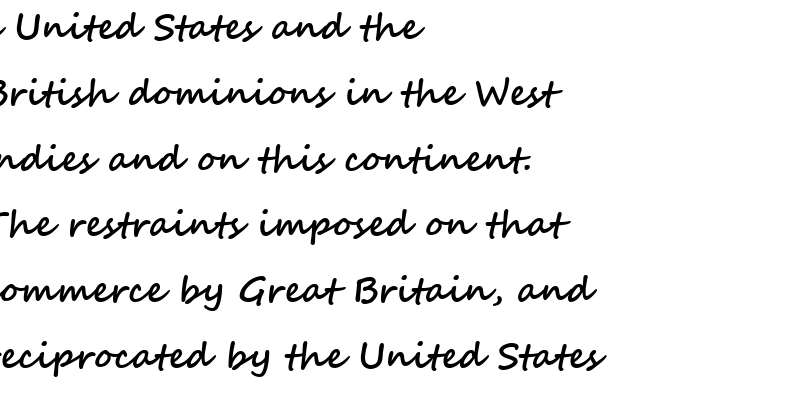 United States and the
British dominions in the West
ndies and on this continent.
The restraints imposed on that
ommerce by Great Britain, and
reciprocated by the United States